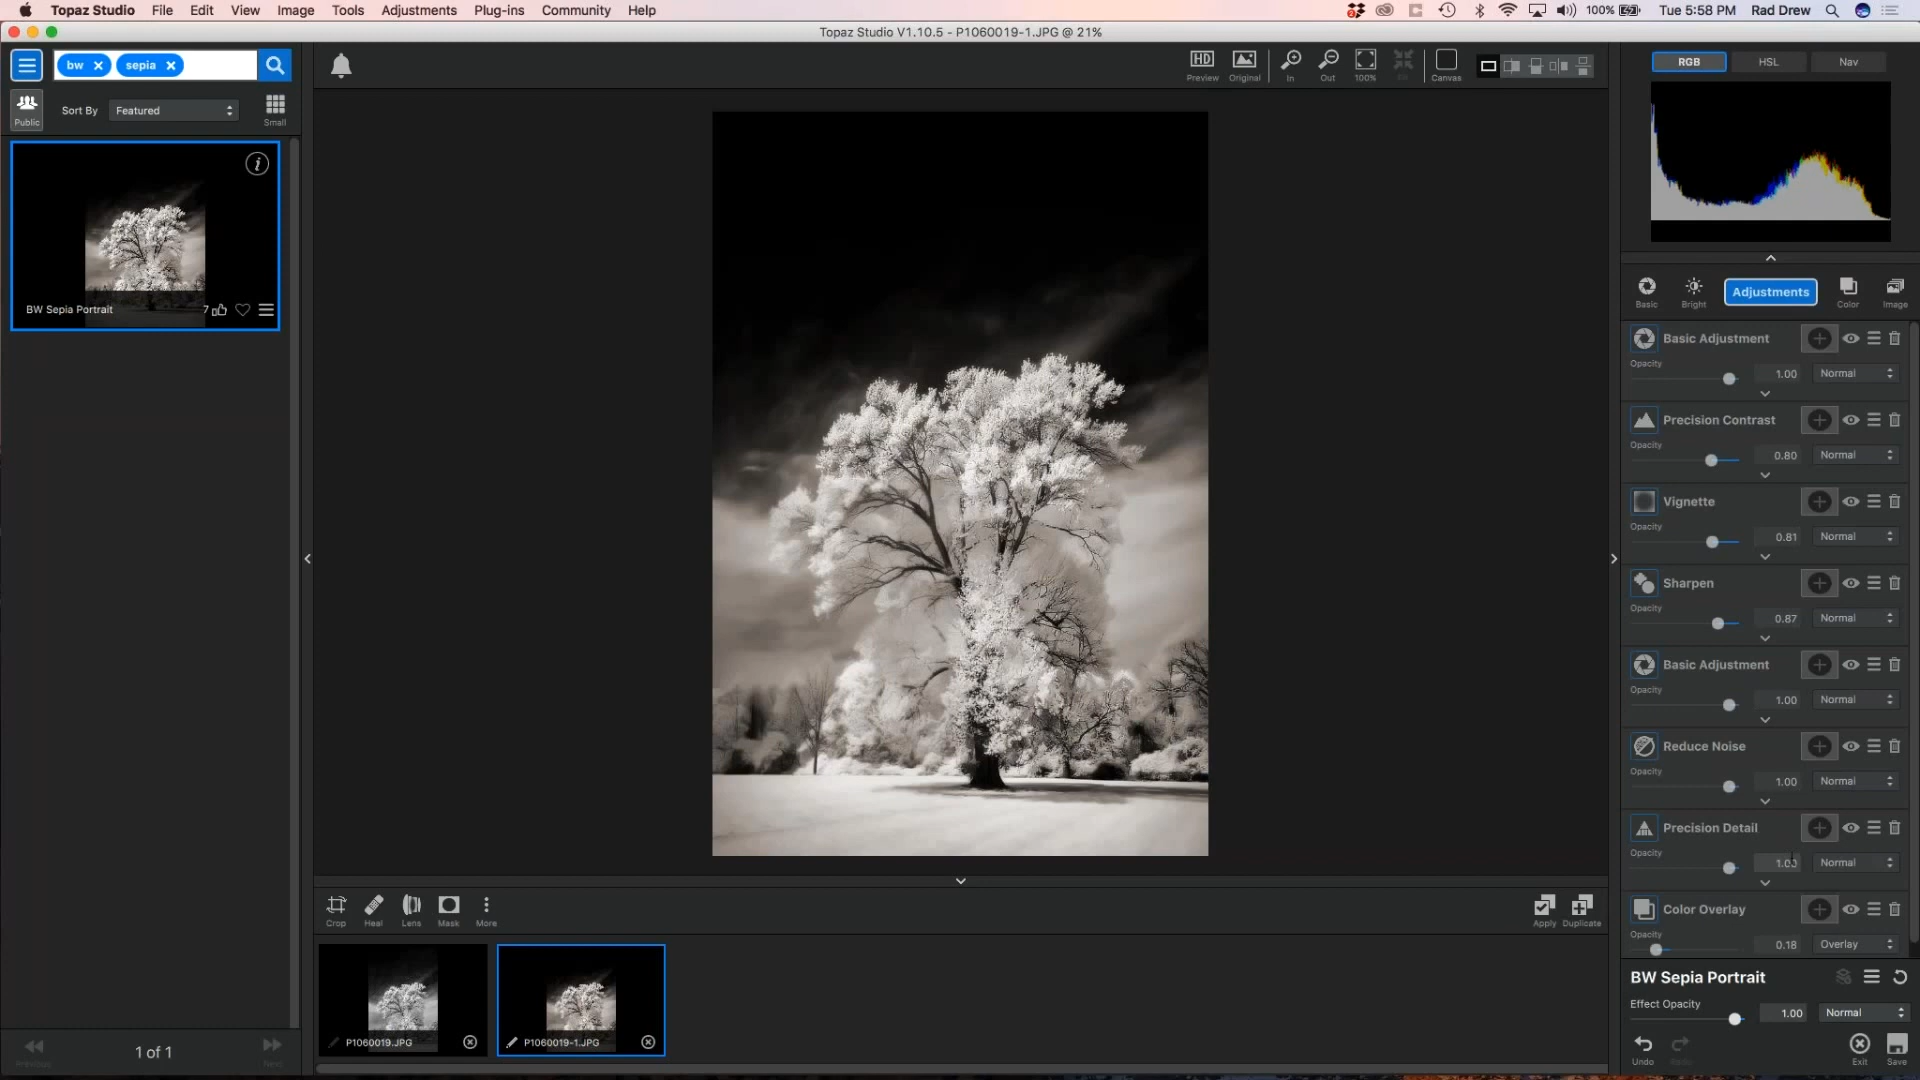 Topaz Studio File Edit View Image Tools Adjustments Plug-ins Community Help 100% Tue 5:58 PM Rad Drew
Topaz Studio V1.10.5 - P1060019-1.JPG @ 21%
bw sepia
Public Sort By Featured Small
BW Sepia Portrait 7
1 of 1
Previous Next
HD Preview Original In Out 100% Fit Canvas
Crop Heal Lens Mask More Apply Duplicate
P1060019.JPG P1060019-1.JPG
RGB HSL Nav
Basic Bright Adjustments Color Image
Basic Adjustment
Opacity 1.00 Normal
Precision Contrast
Opacity 0.80 Normal
Vignette
Opacity 0.81 Normal
Sharpen
Opacity 0.87 Normal
Basic Adjustment
Opacity 1.00 Normal
Reduce Noise
Opacity 1.00 Normal
Precision Detail
Opacity 1.00 Normal
Color Overlay
Opacity 0.18 Overlay
BW Sepia Portrait
Effect Opacity 1.00 Normal
Undo Redo Exit Save